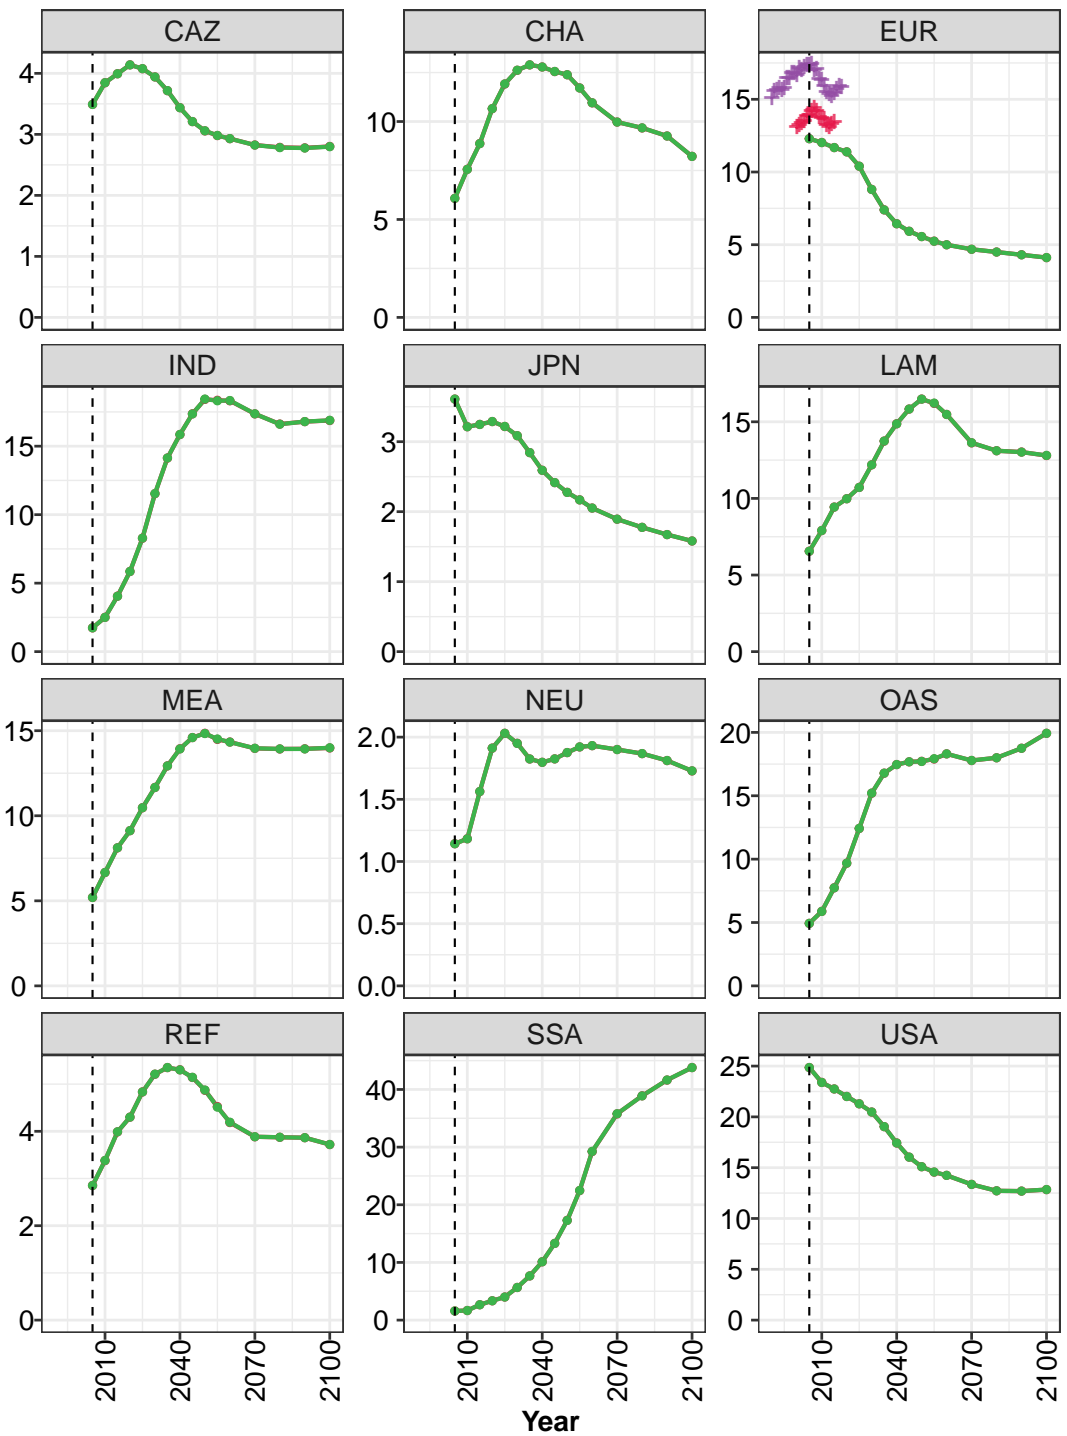 CAZ CHA EUR
4 3 2 1 0
10 5 0
15 10 5 0
IND JPN LAM
15 10 5 0
3 2 1 0
15 10 5 0
MEA NEU OAS
15 10 5 0
2.0 1.5 1.0 0.5 0.0
20 15 10 5 0
REF SSA USA
4 2 0
40 30 20 10 0
25 20 15 10 5 0
2010 2040 2070 2100 2010 2040 2070 2100 2010 2040 2070 2100
Year